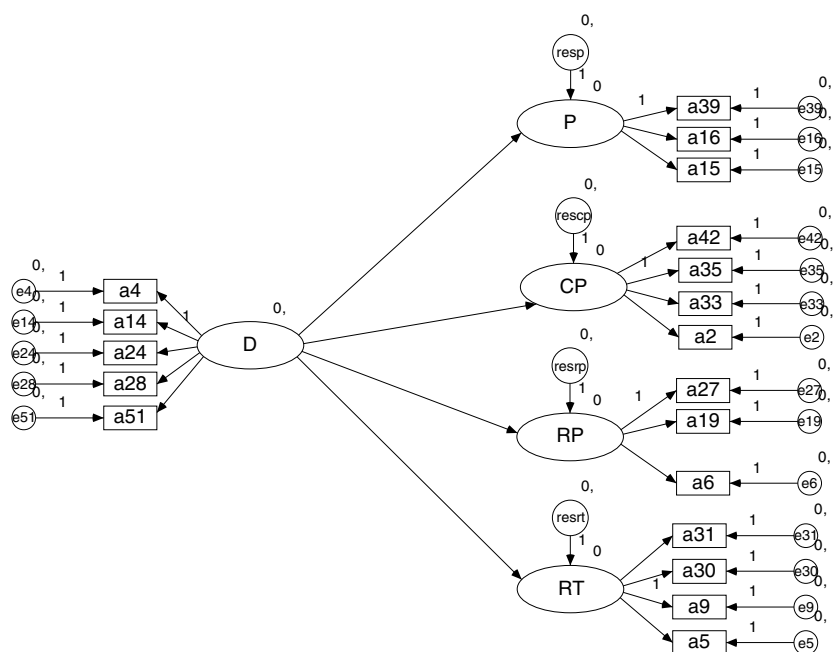 0,
resp
1
0
P
1
a39
1
e39
0,
a16
1
e16
0,
a15
1
e15
0,
0,
rescp
1
0
CP
a42
1
e42
0,
1
a35
1
e35
0,
a33
1
e33
0,
a2
1
e2
0,
0,
e4
1
a4
0,
e14
1
a14
1
0,
e24
1
a24
0,
e28
1
a28
0,
e51
1
a51
D
0,
0,
resrp
1
0
RP
1
a27
1
e27
0,
a19
1
e19
0,
a6
1
e6
0,
0,
resrt
1
0
RT
a31
1
e31
0,
a30
1
e30
0,
1
a9
1
e9
0,
a5
1
e5
0,